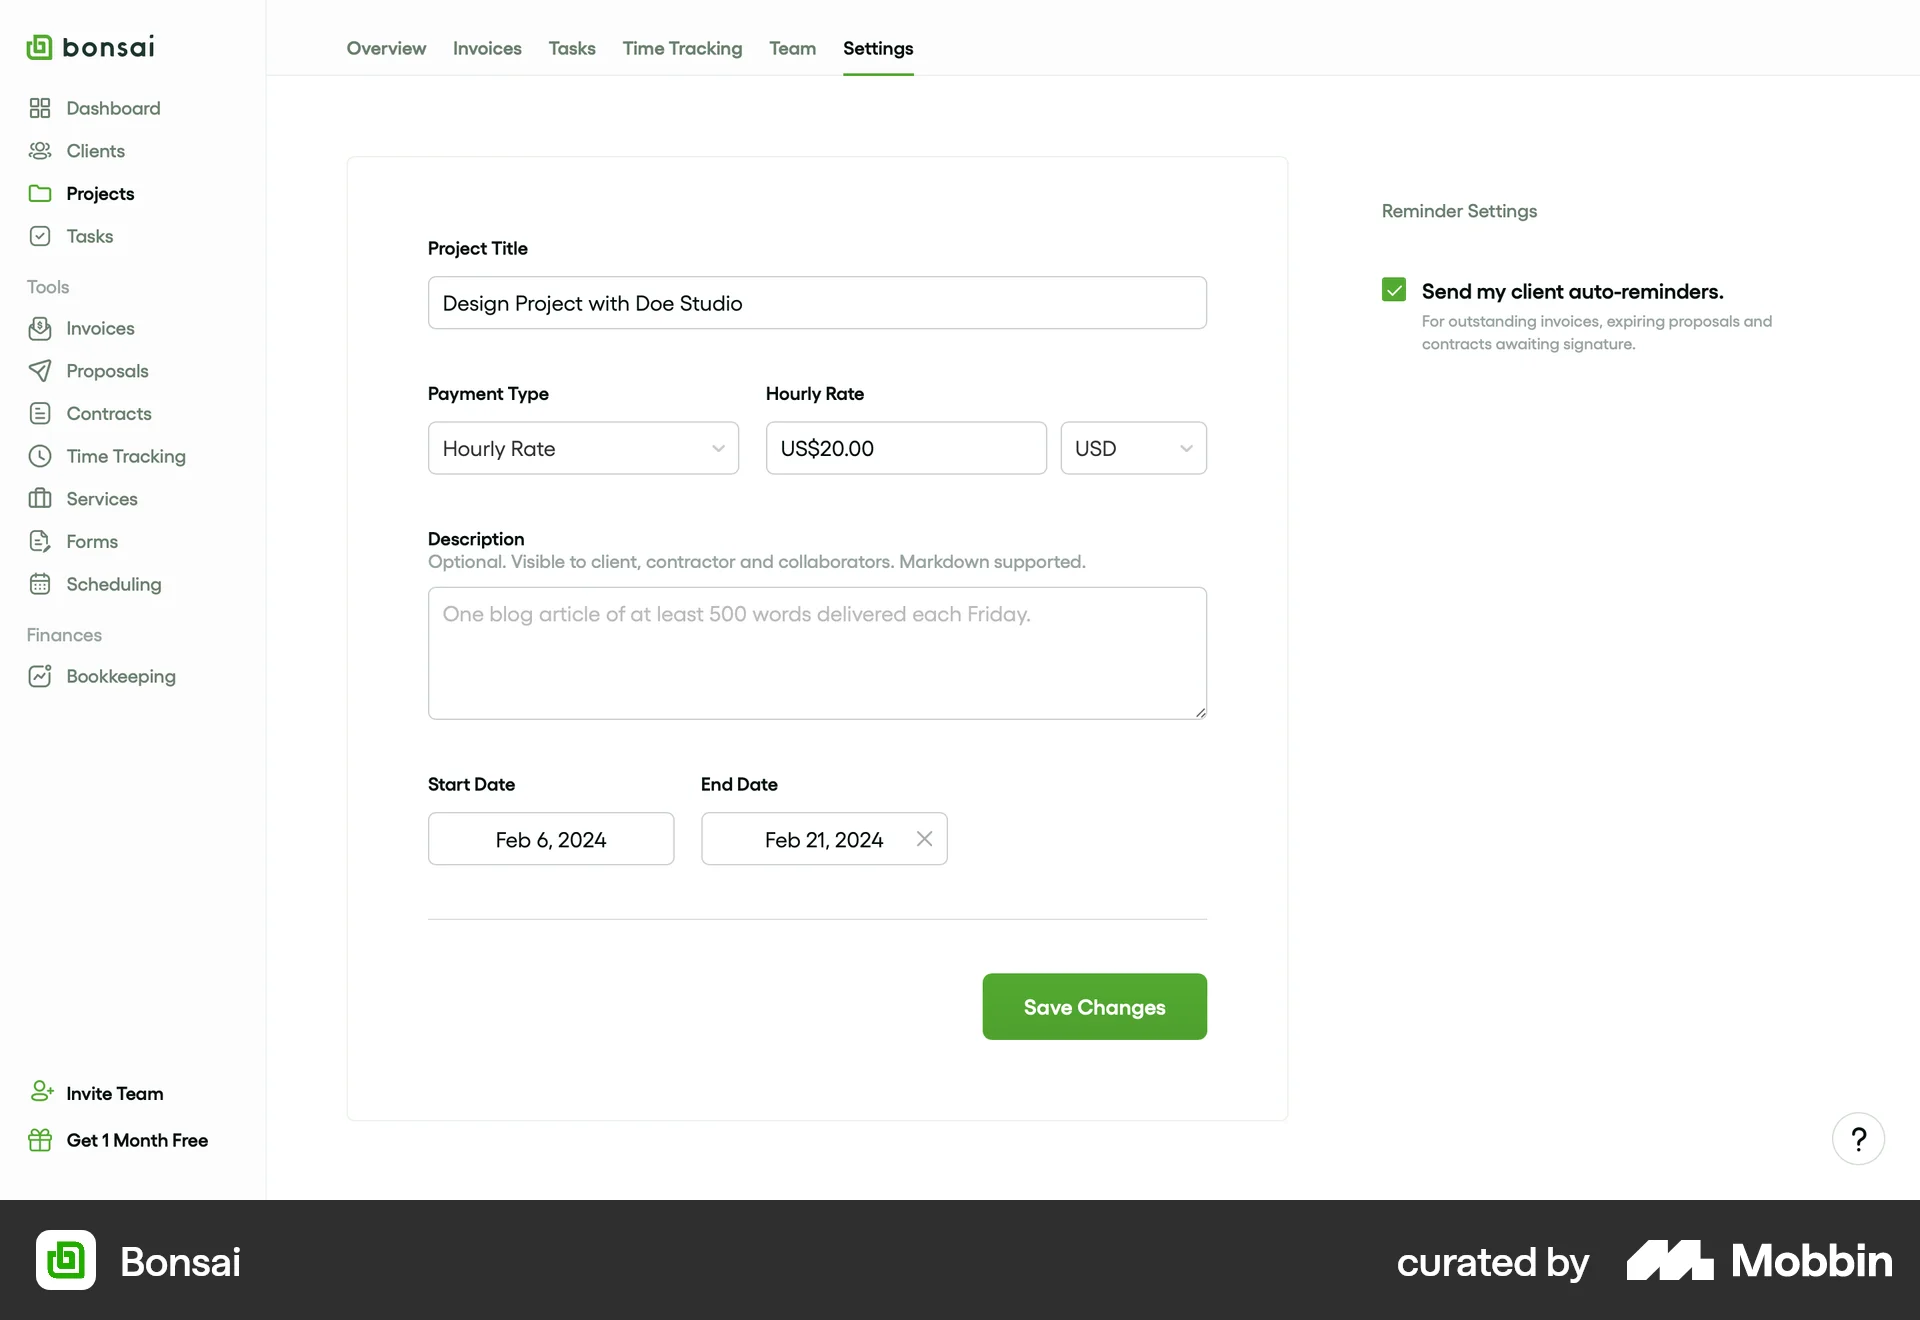 bonsai
Dashboard
Clients
Projects
Tasks
Tools
Invoices
Proposals
Contracts
Time Tracking
Services
Forms
Scheduling
Finances
Bookkeeping
Invite Team
Get 1 Month Free
Overview Invoices Tasks Time Tracking Team Settings
Project Title
Design Project with Doe Studio
Payment Type Hourly Rate
Hourly Rate US$20.00 USD
Description
Optional. Visible to client, contractor and collaborators. Markdown supported.
One blog article of at least 500 words delivered each Friday.
Start Date End Date
Feb 6, 2024 Feb 21, 2024
Save Changes
Reminder Settings
Send my client auto-reminders.
For outstanding invoices, expiring proposals and
contracts awaiting signature.
?
Bonsai
curated by Mobbin